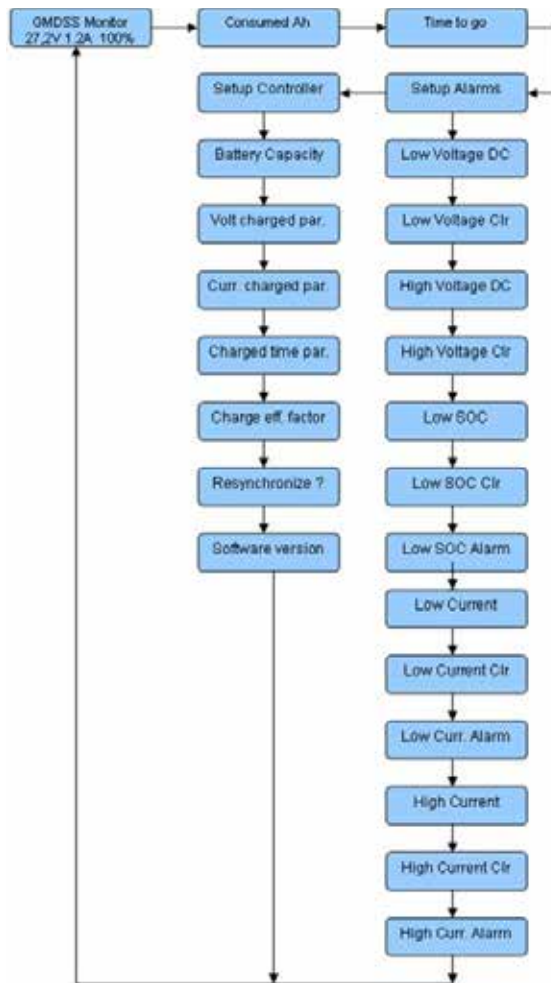 GMDSS Monitor
27,2V 1.2A 100%
Consumed Ah
Time to go
Setup Controller
Setup Alarms
Battery Capacity
Low Voltage DC
Volt charged par.
Low Voltage Clr
Curr. charged par.
High Voltage DC
Charged time par.
High Voltage Clr
Charge eff. factor
Low SOC
Resynchronize ?
Low SOC Clr
Software version
Low SOC Alarm
Low Current
Low Current Clr
Low Curr. Alarm
High Current
High Current Clr
High Curr. Alarm